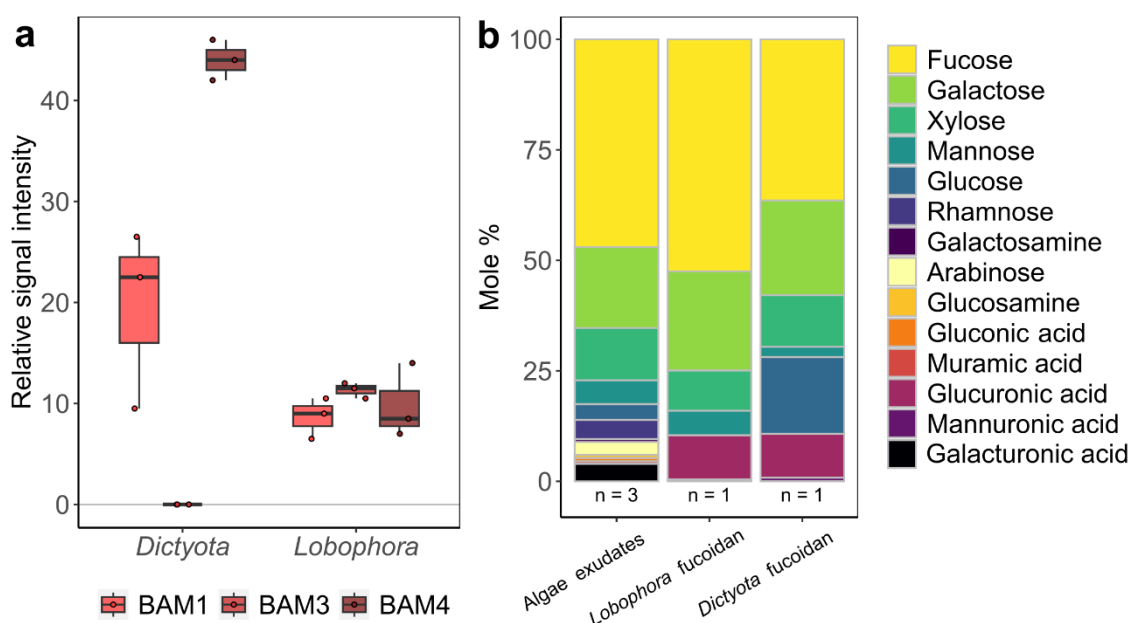 a
Relative signal intensity
40
30
20
10
0
Dictyota
Lobophora
BAM1
BAM3
BAM4
b
Mole %
100
75
50
25
0
n = 3
n = 1
n = 1
Algae exudates
Lobophora fucoidan
Dictyota fucoidan
Fucose
Galactose
Xylose
Mannose
Glucose
Rhamnose
Galactosamine
Arabinose
Glucosamine
Gluconic acid
Muramic acid
Glucuronic acid
Mannuronic acid
Galacturonic acid